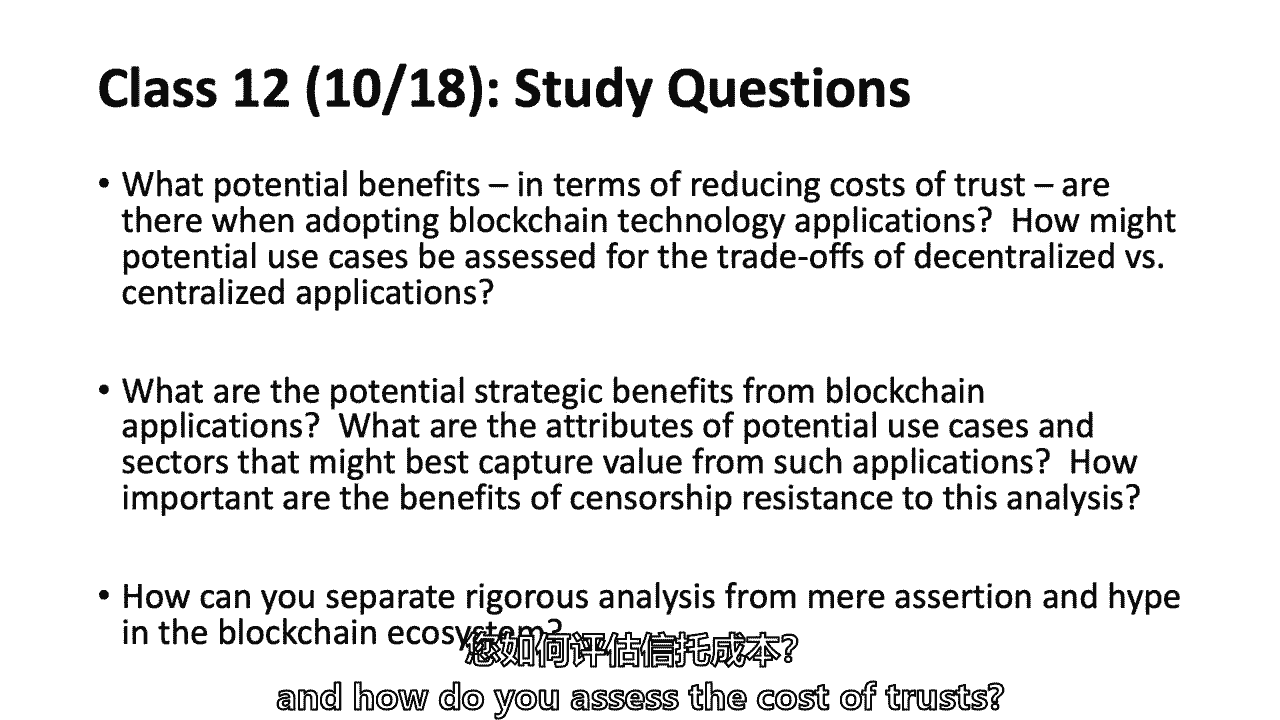 Class 12 (10/18): Study Questions
• What potential benefits – in terms of reducing costs of trust – are
there when adopting blockchain technology applications?  How might
potential use cases be assessed for the trade-offs of decentralized vs.
centralized applications?
• What are the potential strategic benefits from blockchain
applications?  What are the attributes of potential use cases and
sectors that might best capture value from such applications?  How
important are the benefits of censorship resistance to this analysis?
• How can you separate rigorous analysis from mere assertion and hype
in the blockchain ecosystem?
您如何评估信托成本?
and how do you assess the cost of trusts?